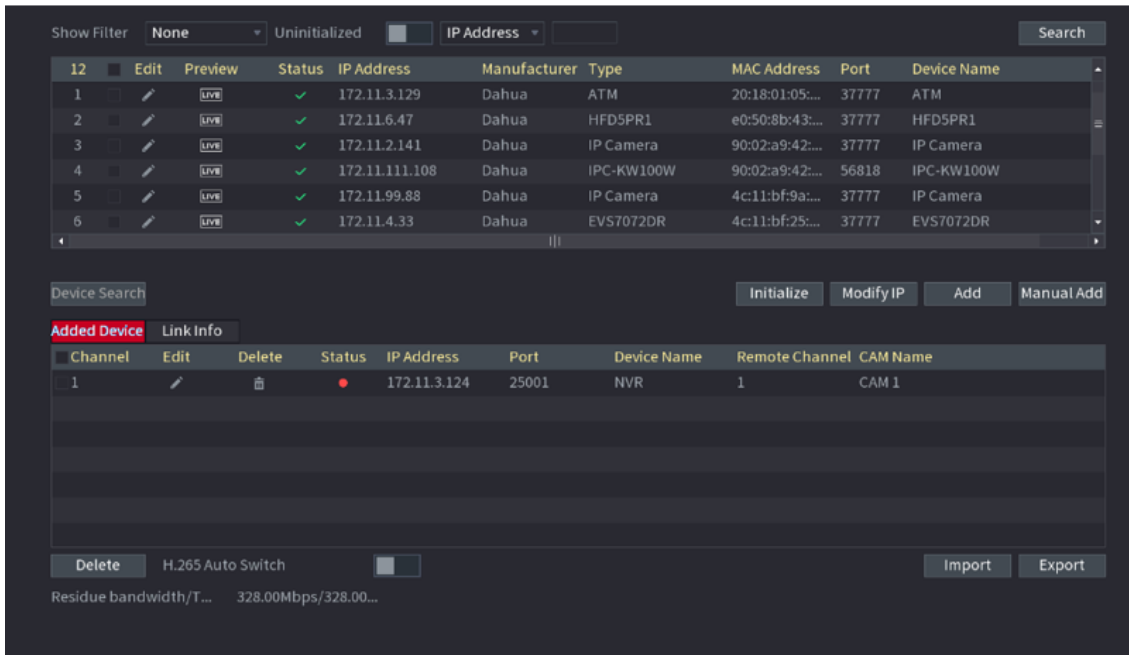 Show Filter None Uninitialized IP Address Search
12 Edit Preview Status IP Address Manufacturer Type MAC Address Port Device Name
1 LIVE 172.11.3.129 Dahua ATM 20:18:01:05:... 37777 ATM
2 LIVE 172.11.6.47 Dahua HFD5PR1 e0:50:8b:43:... 37777 HFD5PR1
3 LIVE 172.11.2.141 Dahua IP Camera 90:02:a9:42:... 37777 IP Camera
4 LIVE 172.11.111.108 Dahua IPC-KW100W 90:02:a9:42:... 56818 IPC-KW100W
5 LIVE 172.11.99.88 Dahua IP Camera 4c:11:bf:9a:... 37777 IP Camera
6 LIVE 172.11.4.33 Dahua EVS7072DR 4c:11:bf:25:... 37777 EVS7072DR
Device Search Initialize Modify IP Add Manual Add
Added Device Link Info
Channel Edit Delete Status IP Address Port Device Name Remote Channel CAM Name
1 172.11.3.124 25001 NVR 1 CAM 1
Delete H.265 Auto Switch Import Export
Residue bandwidth/T... 328.00Mbps/328.00...